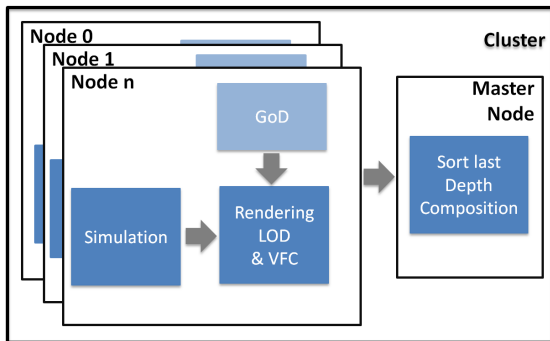 Node 0
Cluster
Node 1
Node n
Master
Node
GoD
Sort last
Depth
Composition
Simulation
Rendering
LOD
& VFC